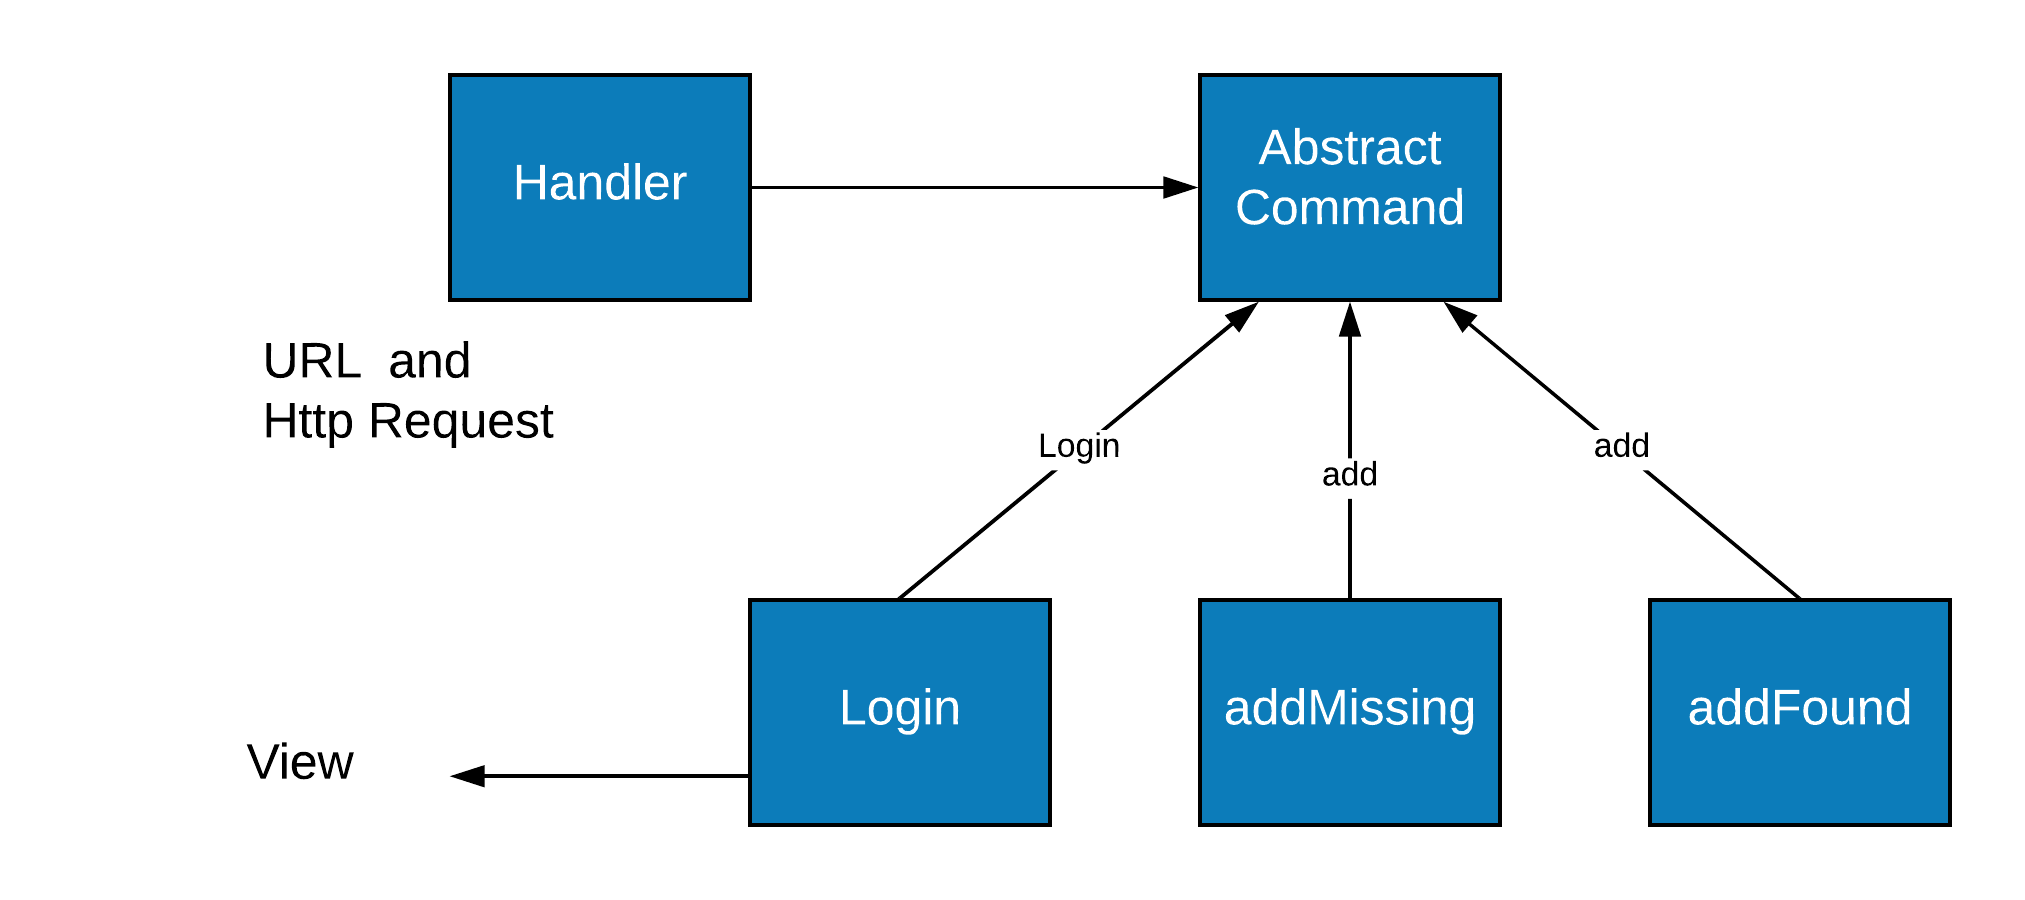 Handler
Abstract
Command
URL  and
Http Request
Login
add
add
Login
addMissing
addFound
View